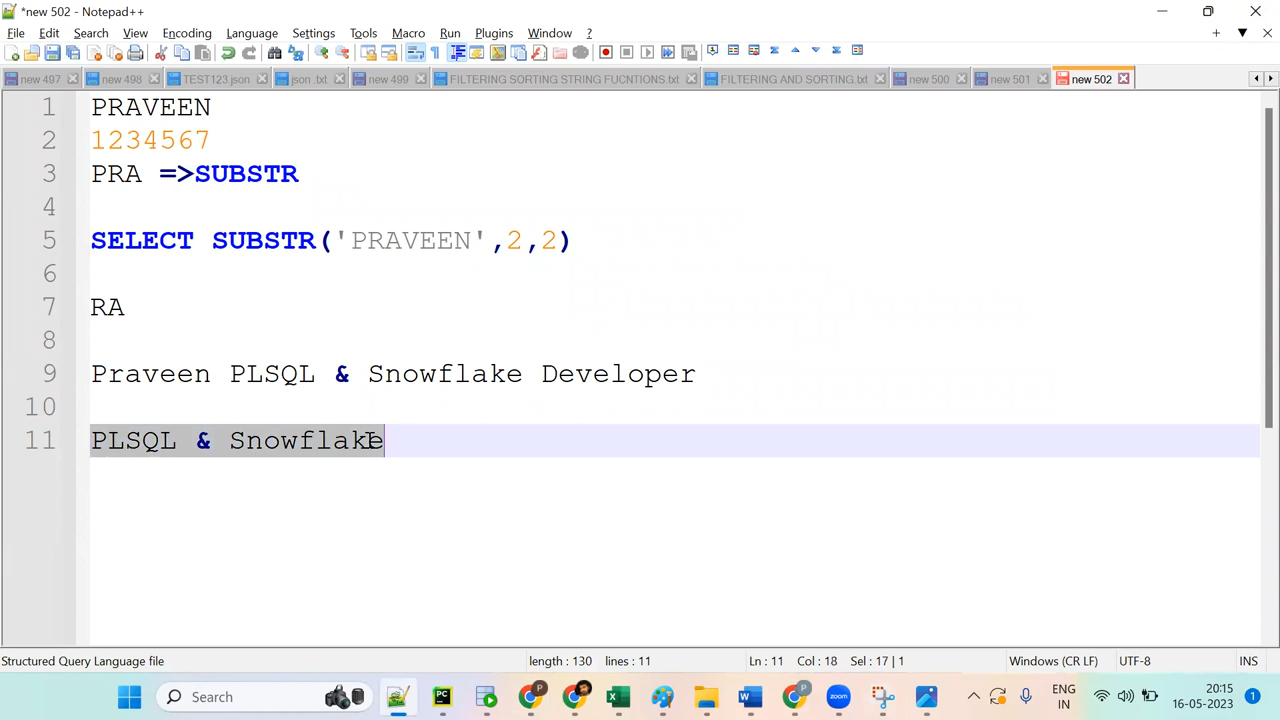 *new 502 - Notepad++
File Edit Search View Encoding Language Settings Tools Macro Run Plugins Window ?
new 497 new 498 TEST123.json json .txt new 499 FILTERING SORTING STRING FUCNTIONS.txt FILTERING AND SORTING.txt new 500 new 501 new 502
1 PRAVEEN
2 1234567
3 PRA =>SUBSTR
4
5 SELECT SUBSTR('PRAVEEN',2,2)
6
7 RA
8
9 Praveen PLSQL & Snowflake Developer
10
11 PLSQL & Snowflake
Structured Query Language file length : 130 lines : 11 Ln : 11 Col : 18 Sel : 17 | 1 Windows (CR LF) UTF-8 INS
Search ENG IN 20:15 16-05-2023 1